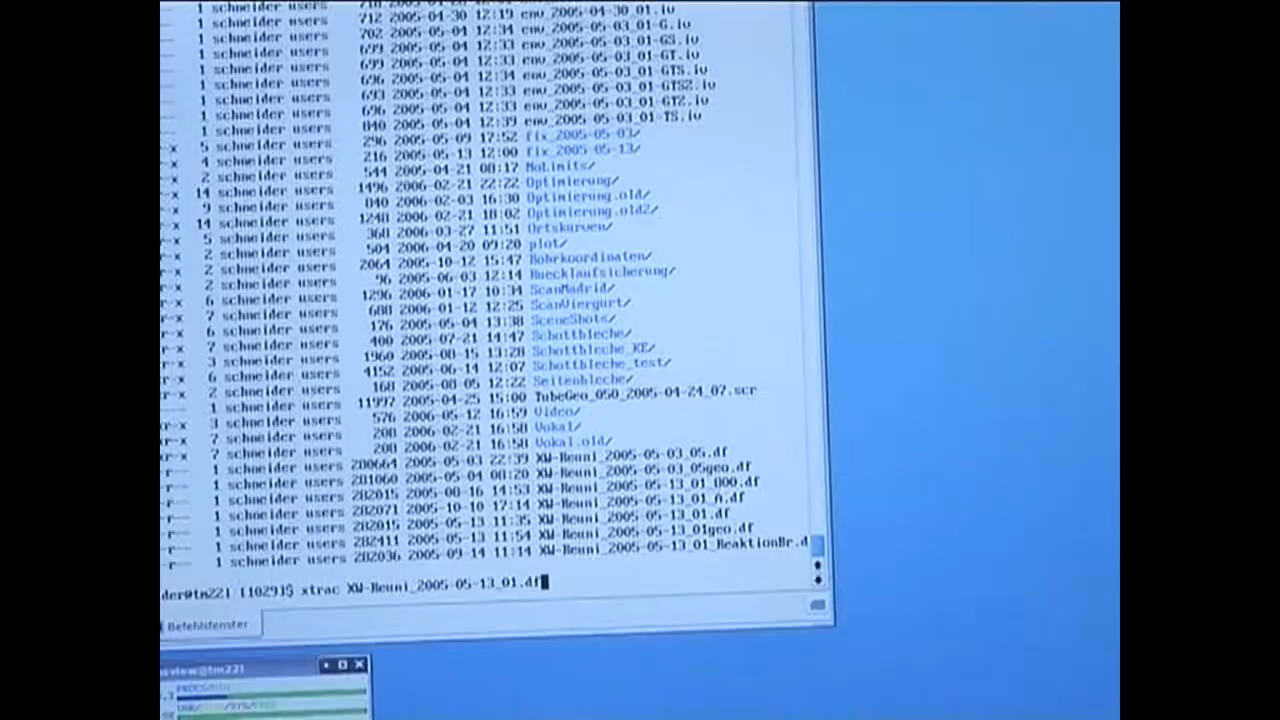 1 schneider users 710 2005-01-28
1 schneider users 712 2005-04-30 12:19 env_2005-04-30_01.iv
1 schneider users 702 2005-05-04 12:34 env_2005-05-03_01-G.iv
1 schneider users 699 2005-05-04 12:33 env_2005-05-03_01-GS.iv
1 schneider users 699 2005-05-04 12:33 env_2005-05-03_01-GT.iv
1 schneider users 696 2005-05-04 12:34 env_2005-05-03_01-GTS.iv
1 schneider users 693 2005-05-04 12:33 env_2005-05-03_01-GTSZ.iv
1 schneider users 696 2005-05-04 12:33 env_2005-05-03_01-GTZ.iv
1 schneider users 840 2005-05-04 12:39 env_2005-05-03_01-TS.iv
x 5 schneider users 296 2005-05-09 17:52 fix_2005-05-03/
x 4 schneider users 216 2005-05-13 12:00 fix_2005-05-13/
x 2 schneider users 544 2005-04-21 08:17 MoLimits/
-x 14 schneider users 1496 2006-02-21 22:22 Optimierung/
-x 9 schneider users 840 2006-02-03 16:30 Optimierung.old/
-x 14 schneider users 1248 2006-02-21 18:02 Optimierung.old2/
r-x 5 schneider users 368 2006-03-27 11:51 Ortskurven/
r-x 2 schneider users 504 2006-04-20 09:20 plot/
r-x 2 schneider users 2064 2005-10-12 15:47 Rohrkoordinaten/
r-x 2 schneider users 96 2005-06-03 12:14 Ruecklaufsicherung/
r-x 6 schneider users 1296 2006-01-17 10:34 ScanMadrid/
r-x 7 schneider users 688 2006-01-12 12:25 ScanViergurt/
r-x 6 schneider users 176 2005-05-04 13:38 SceneShots/
r-x 7 schneider users 400 2005-07-21 14:47 Schottbleche/
r-x 3 schneider users 1960 2005-08-15 13:28 Schottbleche_KE/
r-x 6 schneider users 4152 2005-06-14 12:07 Schottbleche_test/
r-x 2 schneider users 168 2005-08-05 12:22 Seitenbleche/
1 schneider users 11997 2005-04-25 15:00 TubeGeo_050_2005-04-24_07.scr
r-x 3 schneider users 576 2006-05-12 16:59 Video/
r-x 7 schneider users 208 2006-02-21 16:58 Vokal/
r-x 7 schneider users 208 2006-02-21 16:58 Vokal.old/
-r-- 1 schneider users 280664 2005-05-03 22:39 XW-Reuni_2005-05-03_05.df
-r-- 1 schneider users 281060 2005-05-04 08:20 XW-Reuni_2005-05-03_05geo.df
-r-- 1 schneider users 282015 2005-08-16 14:53 XW-Reuni_2005-05-13_01_000.df
-r-- 1 schneider users 282071 2005-10-10 17:14 XW-Reuni_2005-05-13_01_A.df
-r-- 1 schneider users 282015 2005-05-13 11:35 XW-Reuni_2005-05-13_01.df
-r-- 1 schneider users 282411 2005-05-13 11:54 XW-Reuni_2005-05-13_01geo.df
-r-- 1 schneider users 282036 2005-09-14 11:14 XW-Reuni_2005-05-13_01_ReaktionBr.d
der@tm221 [1029]$ xtrac XW-Reuni_2005-05-13_01.df
Befehlsfenster
sview@tm221